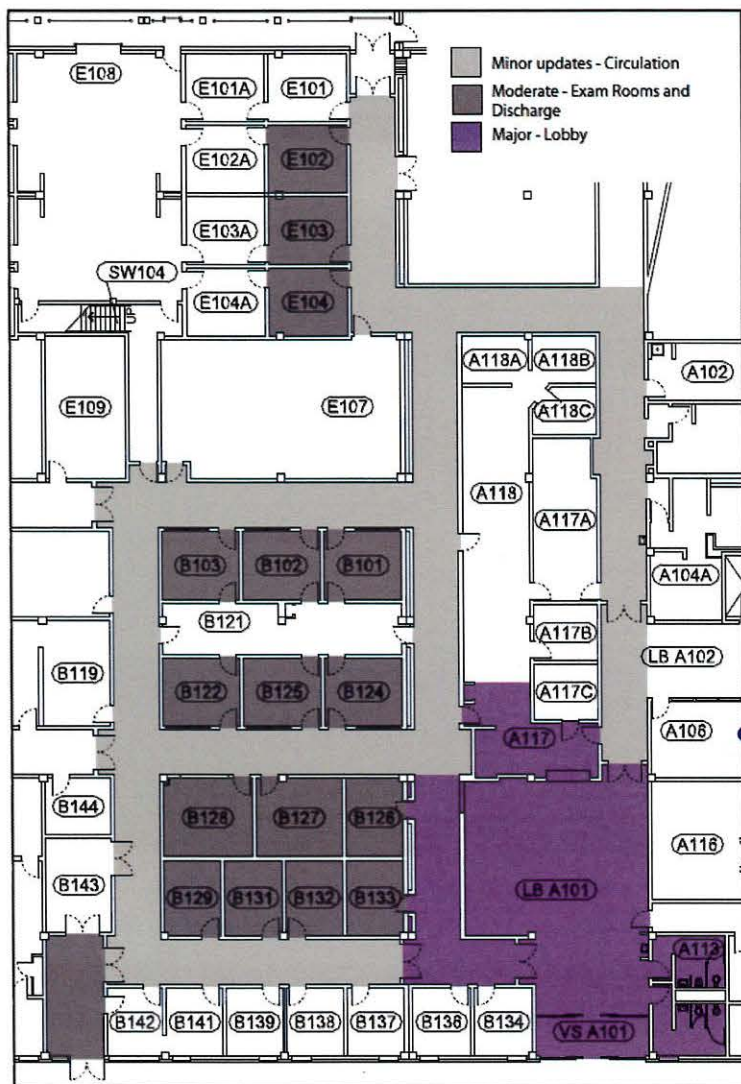 Minor updates - Circulation
Moderate - Exam Rooms and
Discharge
Major - Lobby
E108
E101A
E101
E102A
E102
E103A
E103
SW104
E104A
E104
UP
A118A
A118B
A102
E109
E107
A118C
A118
A117A
B103
B102
B101
A104A
B121
A117B
LB A102
B119
B122
B125
B124
A117C
A117
A108
B144
B128
B127
B126
A116
B143
B129
B131
B132
B133
LB A101
A113
B142
B141
B139
B138
B137
B136
B134
VS A101